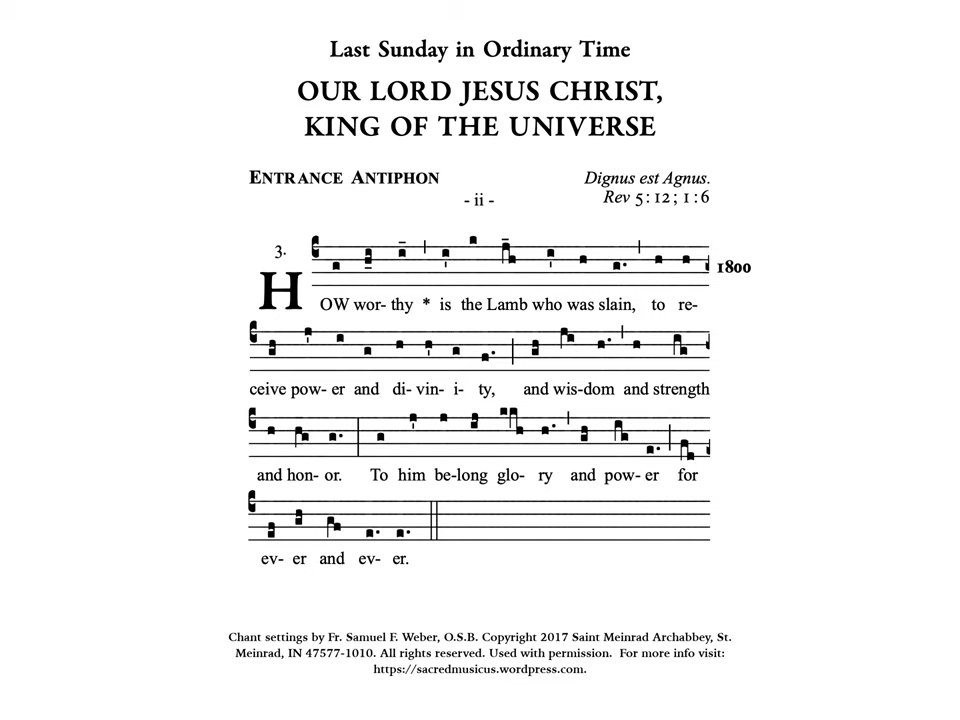 Last Sunday in Ordinary Time
OUR LORD JESUS CHRIST,
KING OF THE UNIVERSE
ENTRANCE ANTIPHON
Dignus est Agnus.
Rev 5:12; 1:6
- ii -
3.
1800
HOW wor- thy * is the Lamb who was slain, to re-
ceive pow- er and di- vin- i- ty, and wis-dom and strength
and hon- or. To him be-long glo- ry and pow- er for
ev- er and ev- er.
Chant settings by Fr. Samuel F. Weber, O.S.B. Copyright 2017 Saint Meinrad Archabbey, St.
Meinrad, IN 47577-1010. All rights reserved. Used with permission. For more info visit:
https://sacredmusicus.wordpress.com.